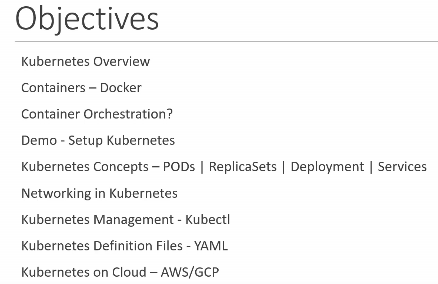 Objectives
Kubernetes Overview
Containers – Docker
Container Orchestration?
Demo - Setup Kubernetes
Kubernetes Concepts – PODs | ReplicaSets | Deployment | Services
Networking in Kubernetes
Kubernetes Management - Kubectl
Kubernetes Definition Files - YAML
Kubernetes on Cloud – AWS/GCP